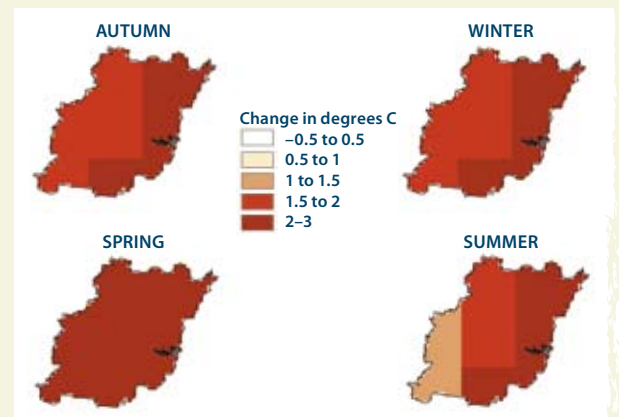 AUTUMN
WINTER
Change in degrees C
–0.5 to 0.5
0.5 to 1
1 to 1.5
1.5 to 2
2–3
SPRING
SUMMER